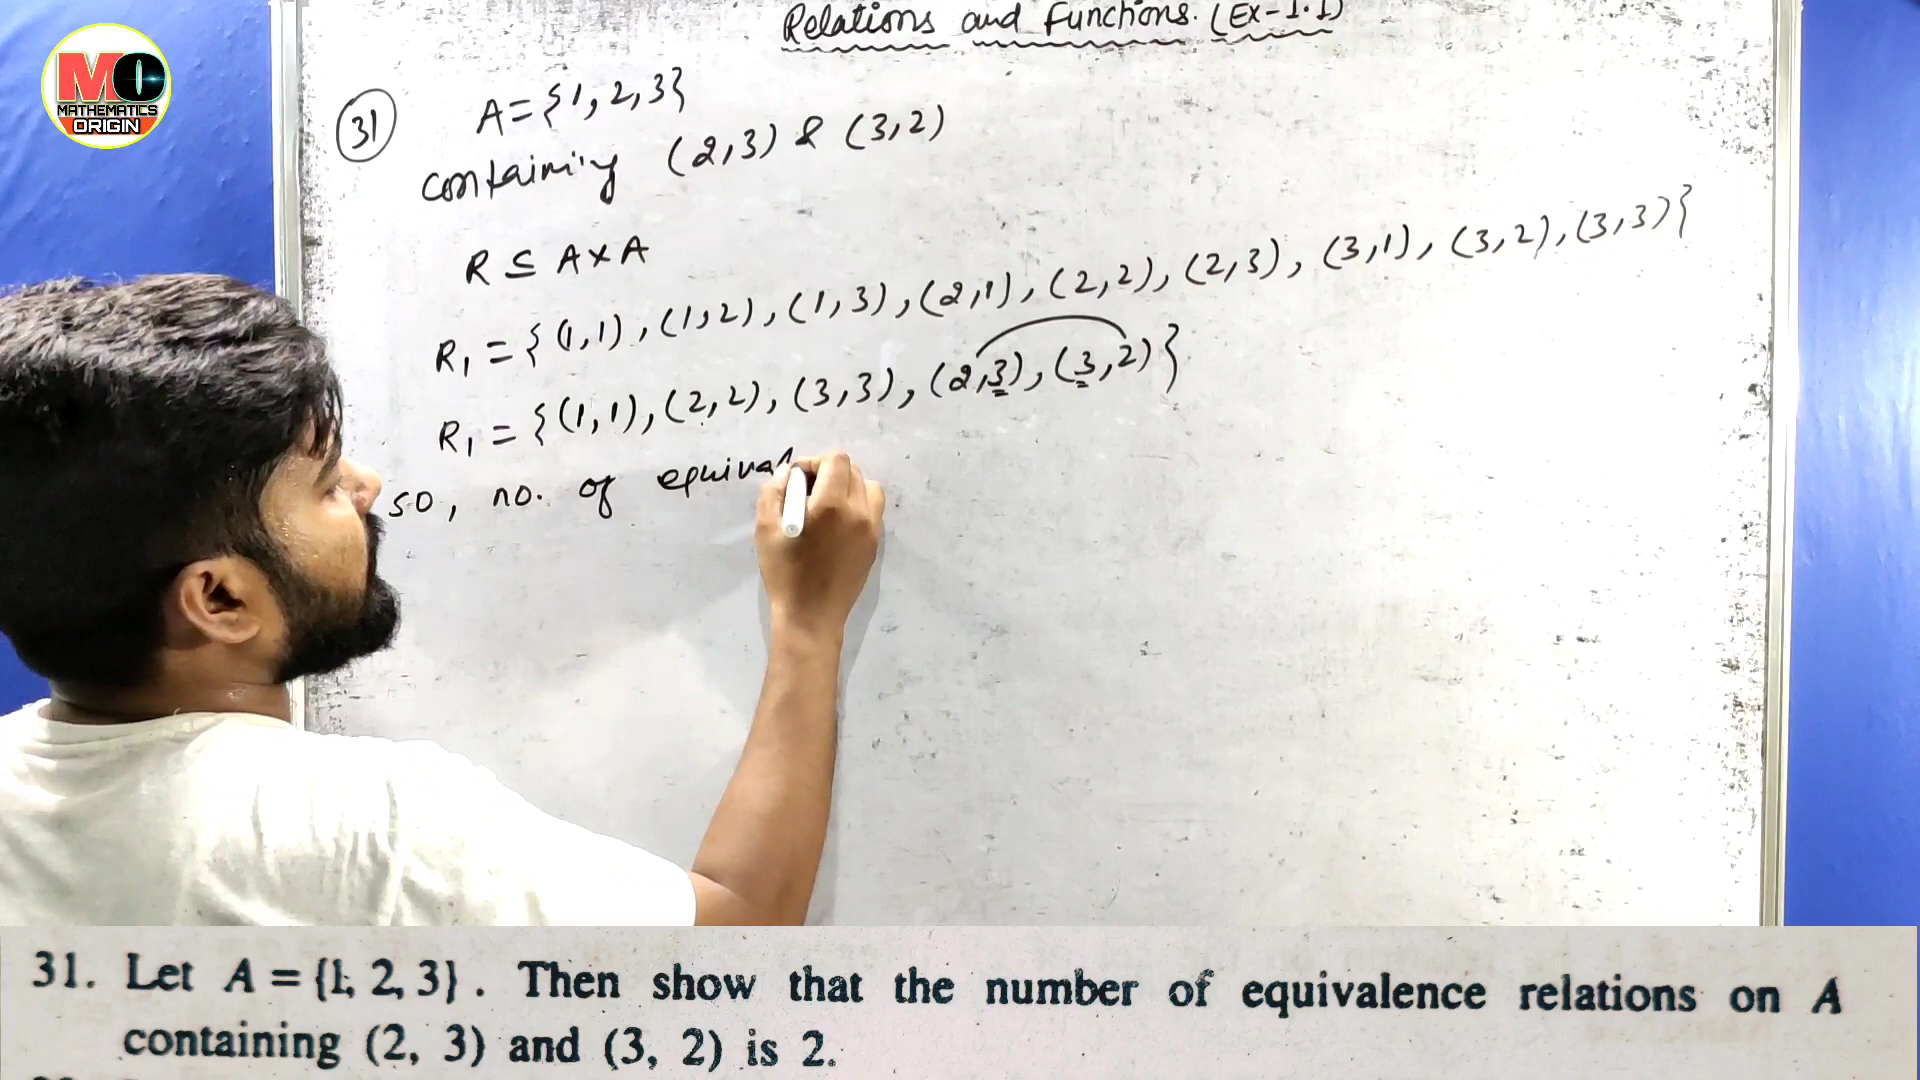 Relations and Functions. (Ex-1.1)
MO
MATHEMATICS
ORIGIN
31 A={1,2,3}
containing (2,3) & (3,2)
R ⊆ A×A
R₁ = {(1,1), (1,2), (1,3), (2,1), (2,2), (2,3), (3,1), (3,2), (3,3)}
R₁ = {(1,1), (2,2), (3,3), (2,3), (3,2)}
so, no. of equival
31. Let A = {1, 2, 3}. Then show that the number of equivalence relations on A
containing (2, 3) and (3, 2) is 2.